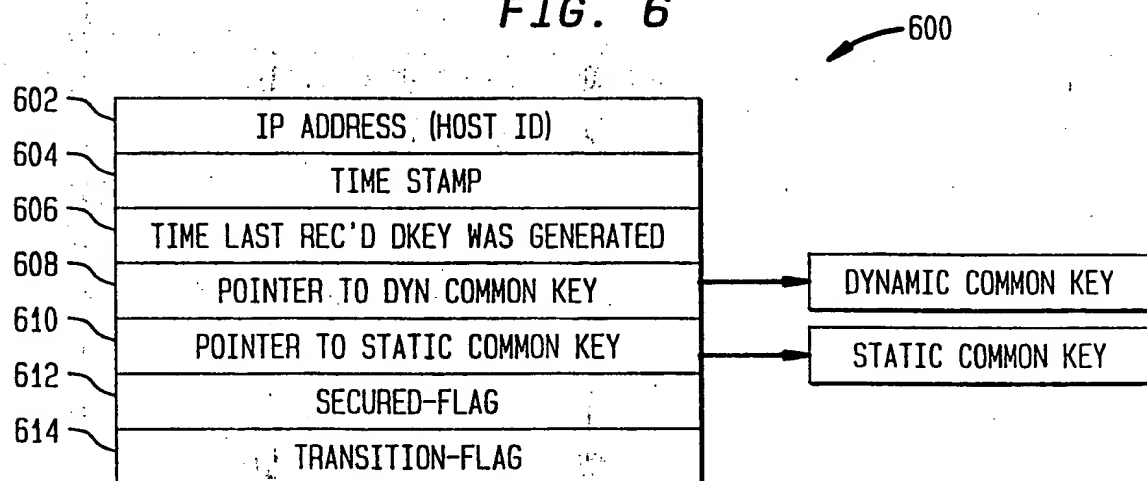 FIG. 6
600
602 IP ADDRESS (HOST ID)
604 TIME STAMP
606 TIME LAST REC'D DKEY WAS GENERATED
608 POINTER TO DYN COMMON KEY
DYNAMIC COMMON KEY
610 POINTER TO STATIC COMMON KEY
STATIC COMMON KEY
612 SECURED-FLAG
614 TRANSITION-FLAG